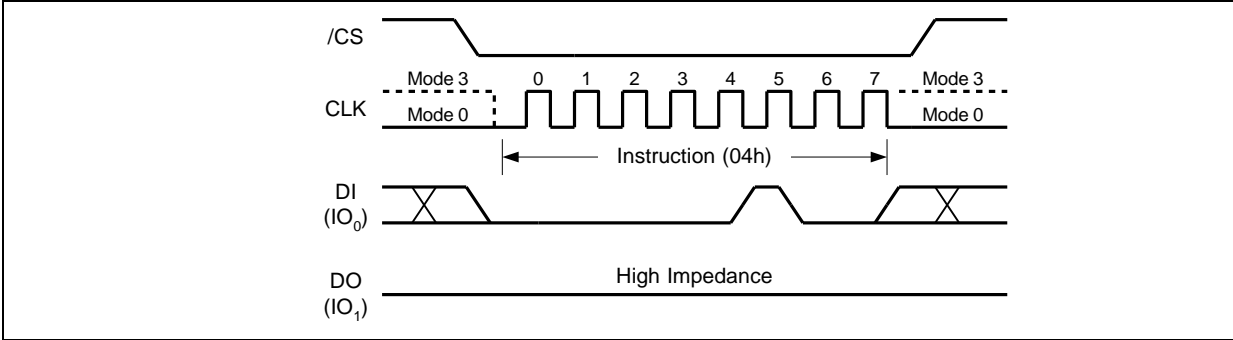 /CS
Mode 3 0 1 2 3 4 5 6 7 Mode 3
CLK
Mode 0 Mode 0
Instruction (04h)
DI
(IO0)
High Impedance
DO
(IO1)